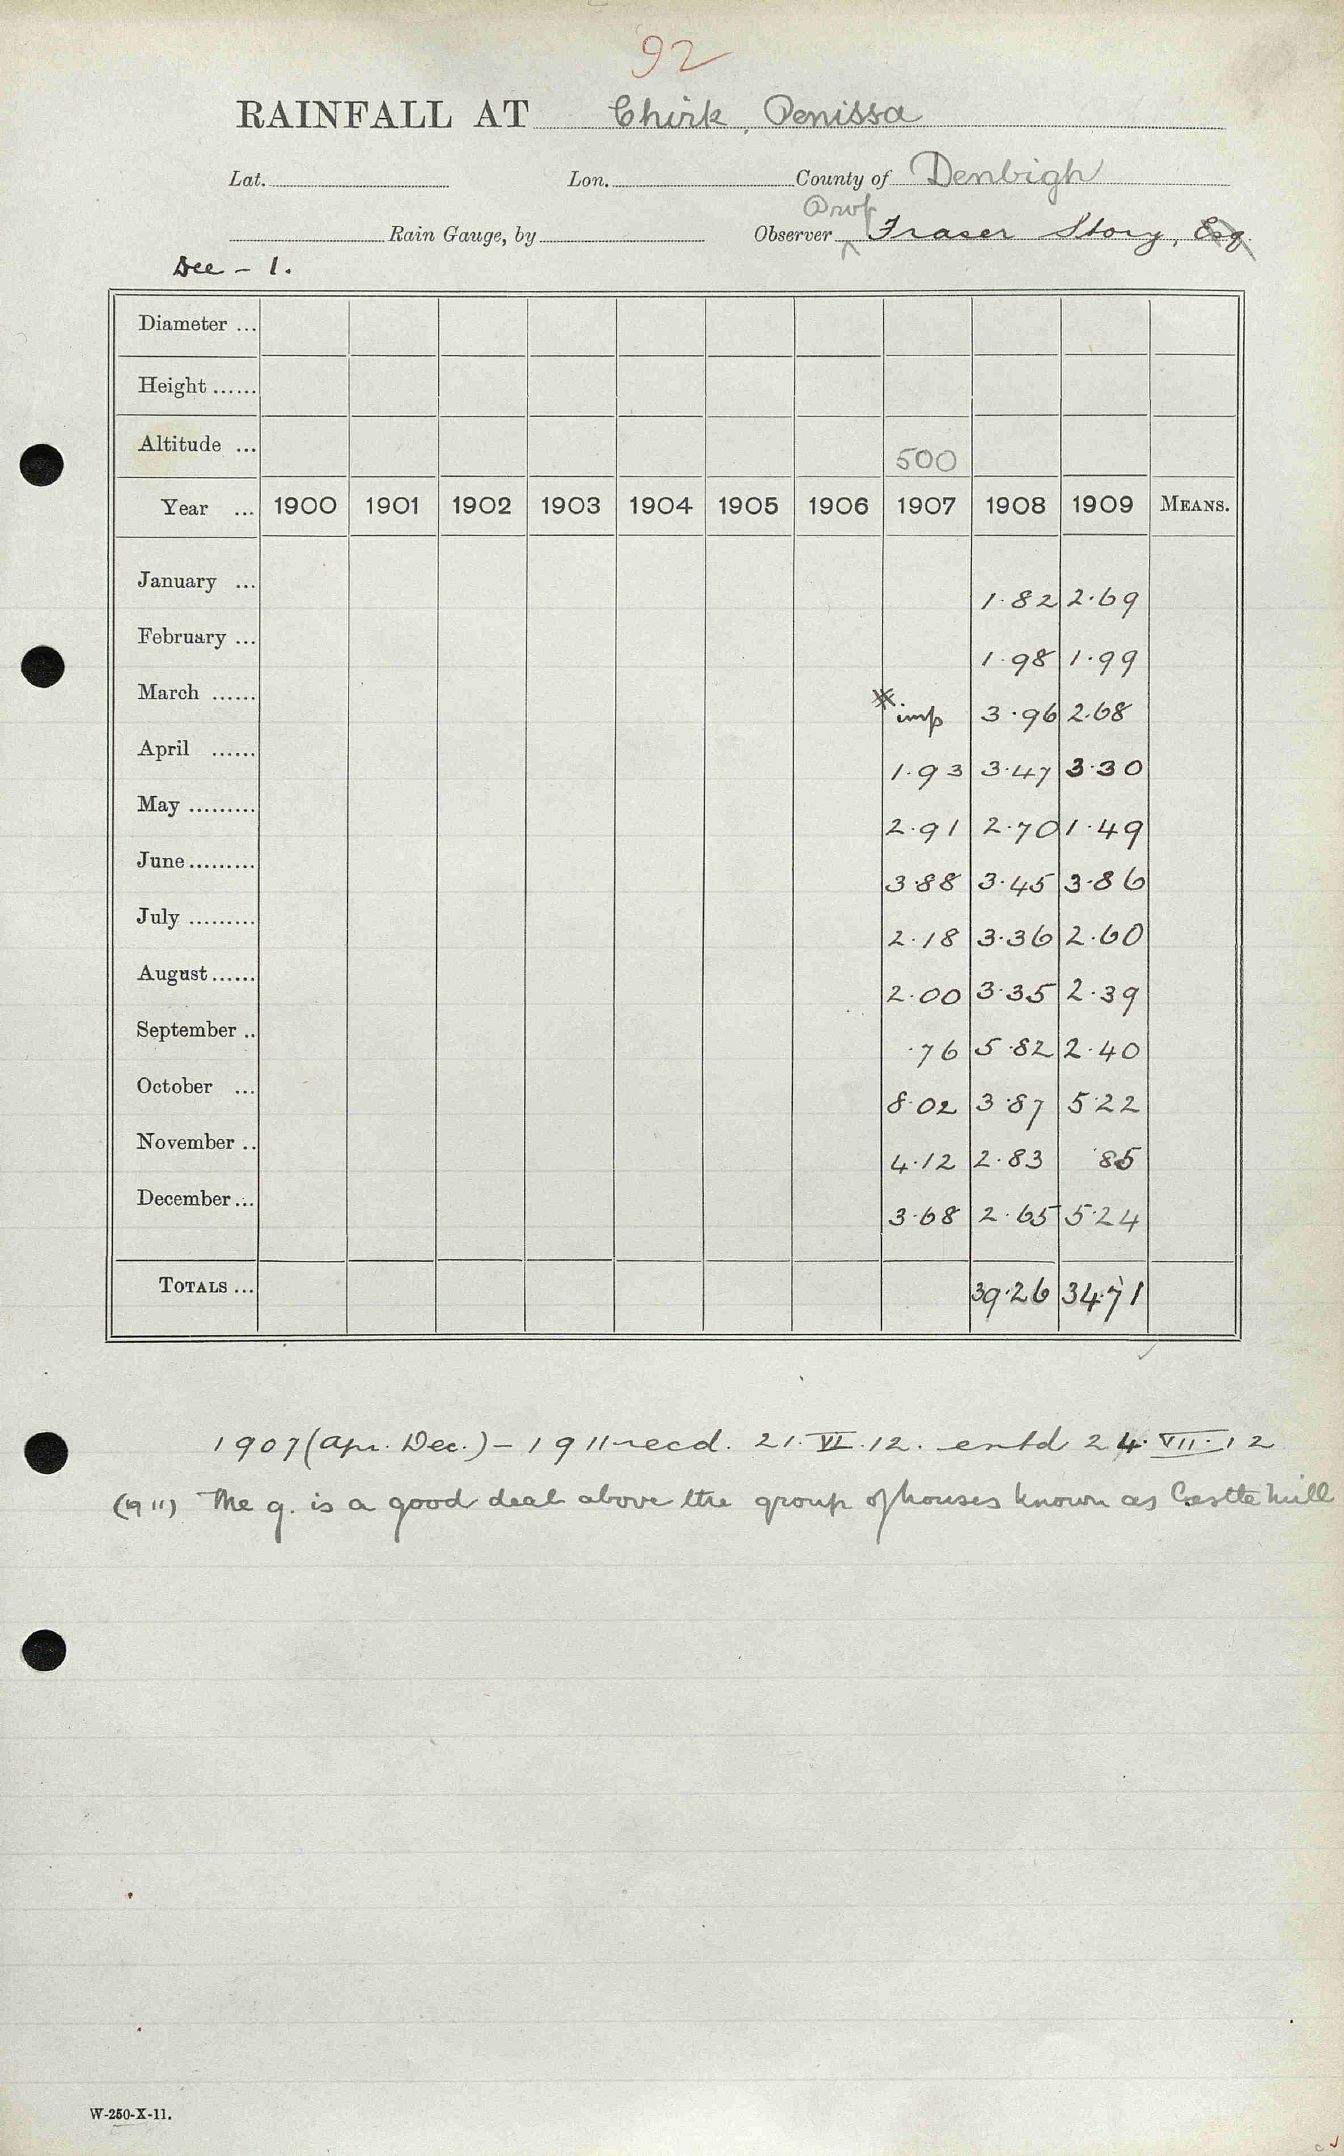 92
RAINFALL AT Chirk, Penissa
Lat. Lon. County of Denbigh
Prof
Rain Gauge, by Observer Fraser Story, Esq
Dec - 1.
Diameter ...
Height ......
Altitude ... 500
Year ... 1900 1901 1902 1903 1904 1905 1906 1907 1908 1909 MEANS.
January ... 1.82 2.69
February ... 1.98 1.99
March ...... * imp 3.96 2.68
April ...... 1.93 3.47 3.30
May ......... 2.91 2.70 1.49
June ......... 3.88 3.45 3.86
July ......... 2.18 3.36 2.60
August ...... 2.00 3.35 2.39
September .. .76 5.82 2.40
October ... 8.02 3.87 5.22
November .. 4.12 2.83 .85
December ... 3.68 2.65 5.24
TOTALS ... 39.26 34.71
1907 (Apr. Dec.) - 1911 recd. 21.VI.12. entd 24.VII.12
(1911) The g. is a good deal above the group of houses known as Castle mill
W-250-X-11.